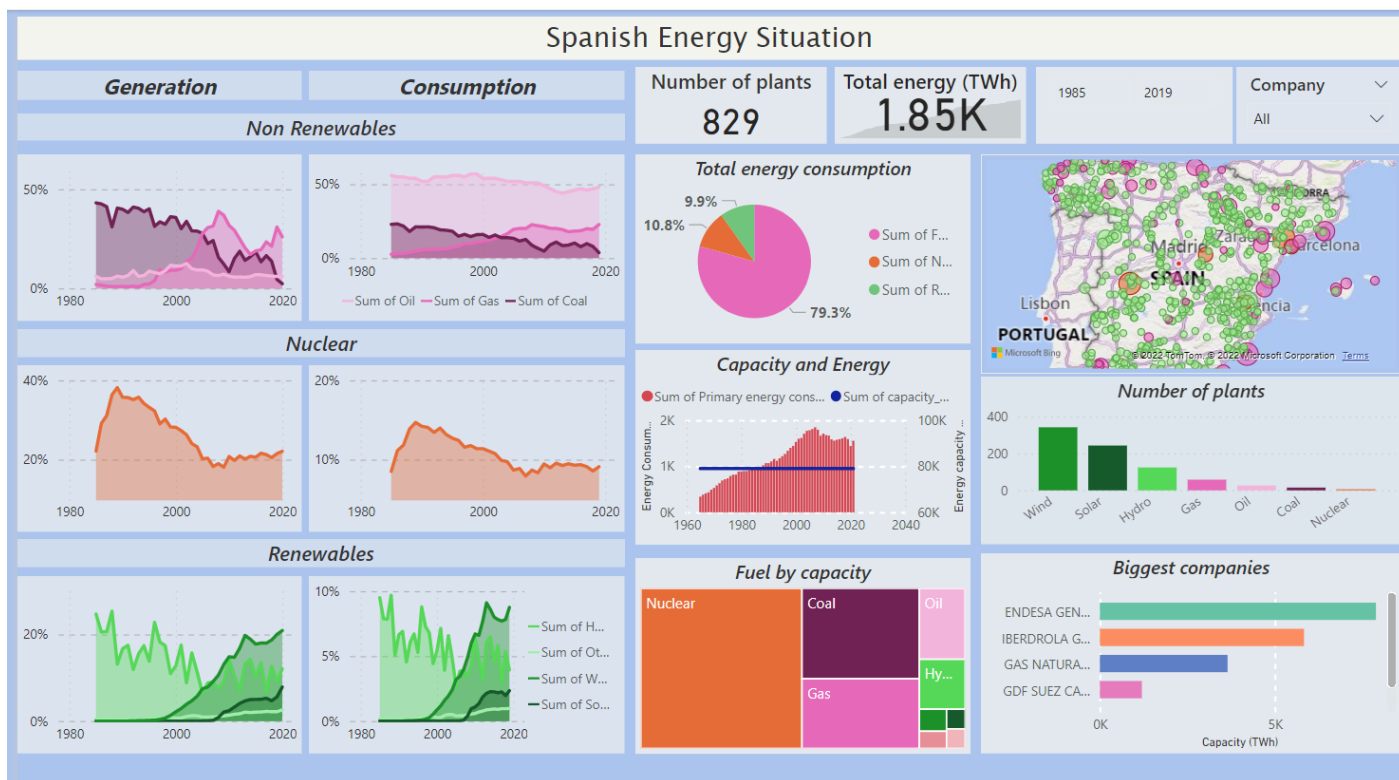 Spanish Energy Situation
Generation
Consumption
Number of plants
829
Total energy (TWh)
1.85K
1985 2019
Company
All
Non Renewables
50%
0%
1980 2000 2020
50%
0%
1980 2000 2020
Sum of Oil Sum of Gas Sum of Coal
Nuclear
40%
20%
1980 2000 2020
20%
10%
1980 2000 2020
Renewables
20%
0%
1980 2000 2020
10%
5%
0%
1980 2000 2020
Sum of H...
Sum of Ot...
Sum of W...
Sum of So...
Total energy consumption
9.9%
10.8%
79.3%
Sum of F...
Sum of N...
Sum of R...
Capacity and Energy
Sum of Primary energy cons... Sum of capacity_...
Energy Consum...
2K
1K
0K
100K
80K
60K
Energy capacity ...
1960 1980 2000 2020 2040
Fuel by capacity
Nuclear
Coal
Gas
Oil
Hy...
Madrid
SPAIN
Lisbon
PORTUGAL
Microsoft Bing
© 2022 TomTom, © 2022 Microsoft Corporation Terms
Number of plants
400
200
0
Wind Solar Hydro Gas Oil Coal Nuclear
Biggest companies
ENDESA GEN...
IBERDROLA G...
GAS NATURA...
GDF SUEZ CA...
0K 5K
Capacity (TWh)